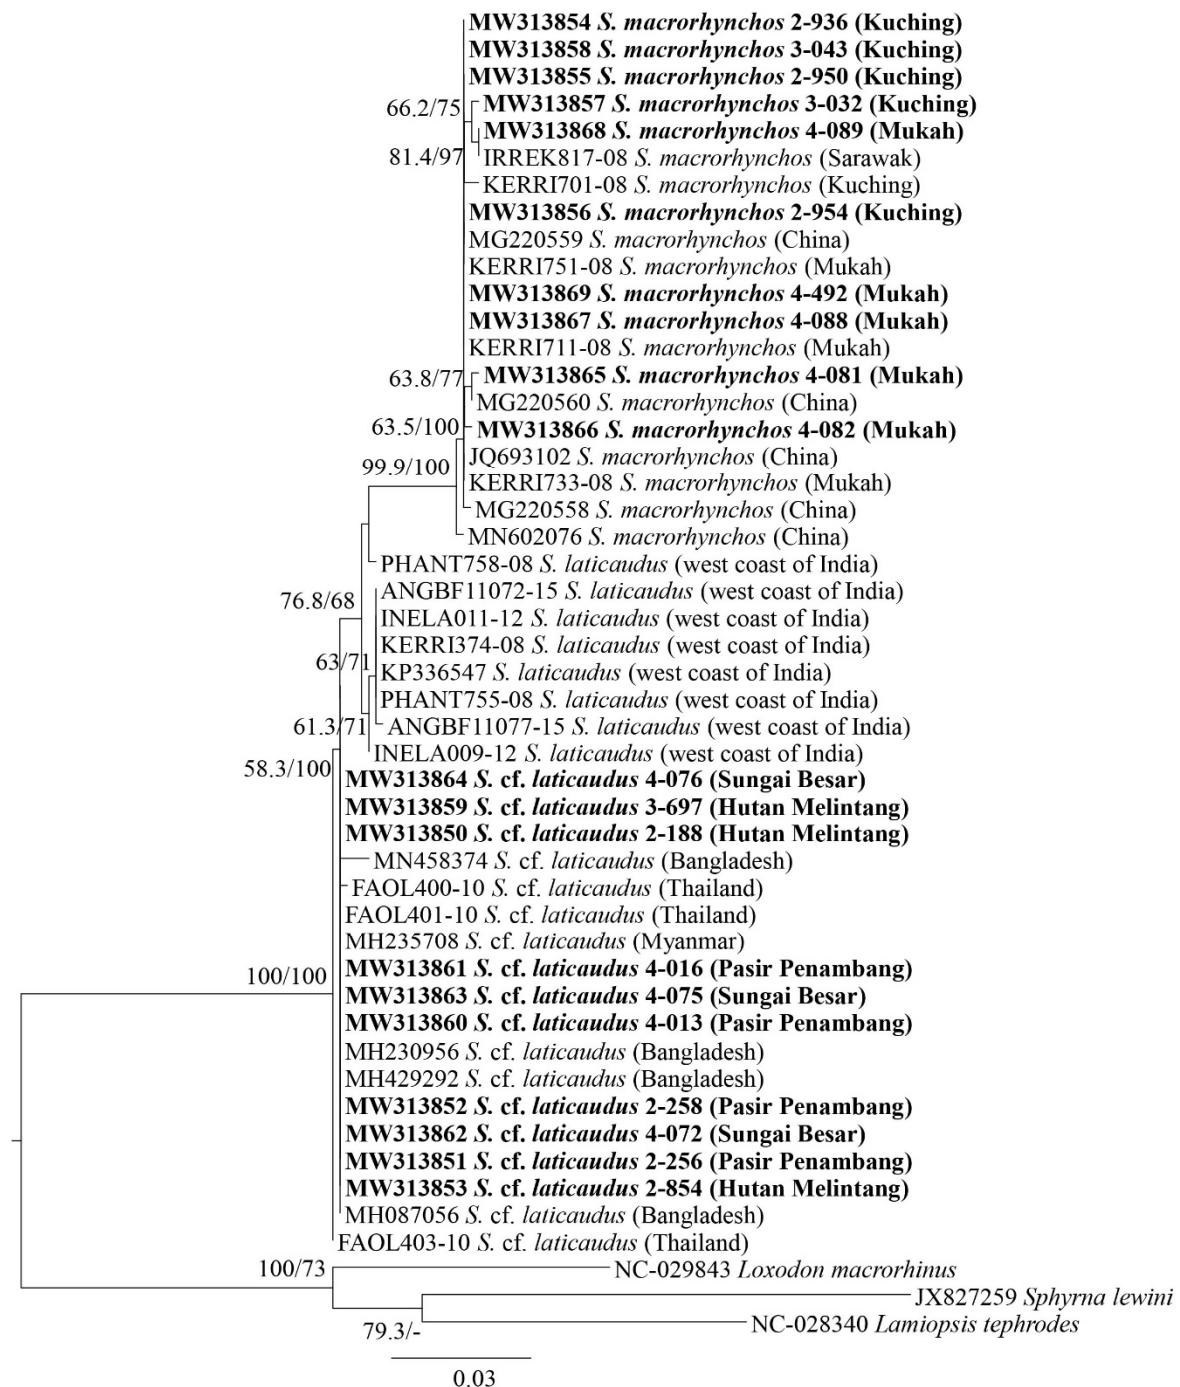 MW313854 S. macrorhynchos 2-936 (Kuching)
MW313858 S. macrorhynchos 3-043 (Kuching)
MW313855 S. macrorhynchos 2-950 (Kuching)
66.2/75
MW313857 S. macrorhynchos 3-032 (Kuching)
MW313868 S. macrorhynchos 4-089 (Mukah)
81.4/97
IRREK817-08 S. macrorhynchos (Sarawak)
KERRI701-08 S. macrorhynchos (Kuching)
MW313856 S. macrorhynchos 2-954 (Kuching)
MG220559 S. macrorhynchos (China)
KERRI751-08 S. macrorhynchos (Mukah)
MW313869 S. macrorhynchos 4-492 (Mukah)
MW313867 S. macrorhynchos 4-088 (Mukah)
KERRI711-08 S. macrorhynchos (Mukah)
63.8/77
MW313865 S. macrorhynchos 4-081 (Mukah)
MG220560 S. macrorhynchos (China)
63.5/100
MW313866 S. macrorhynchos 4-082 (Mukah)
JQ693102 S. macrorhynchos (China)
99.9/100
KERRI733-08 S. macrorhynchos (Mukah)
MG220558 S. macrorhynchos (China)
MN602076 S. macrorhynchos (China)
PHANT758-08 S. laticaudus (west coast of India)
ANGBF11072-15 S. laticaudus (west coast of India)
76.8/68
INELA011-12 S. laticaudus (west coast of India)
KERRI374-08 S. laticaudus (west coast of India)
63/71
KP336547 S. laticaudus (west coast of India)
PHANT755-08 S. laticaudus (west coast of India)
61.3/71
ANGBF11077-15 S. laticaudus (west coast of India)
INELA009-12 S. laticaudus (west coast of India)
58.3/100
MW313864 S. cf. laticaudus 4-076 (Sungai Besar)
MW313859 S. cf. laticaudus 3-697 (Hutan Melintang)
MW313850 S. cf. laticaudus 2-188 (Hutan Melintang)
MN458374 S. cf. laticaudus (Bangladesh)
FAOL400-10 S. cf. laticaudus (Thailand)
FAOL401-10 S. cf. laticaudus (Thailand)
MH235708 S. cf. laticaudus (Myanmar)
100/100
MW313861 S. cf. laticaudus 4-016 (Pasir Penambang)
MW313863 S. cf. laticaudus 4-075 (Sungai Besar)
MW313860 S. cf. laticaudus 4-013 (Pasir Penambang)
MH230956 S. cf. laticaudus (Bangladesh)
MH429292 S. cf. laticaudus (Bangladesh)
MW313852 S. cf. laticaudus 2-258 (Pasir Penambang)
MW313862 S. cf. laticaudus 4-072 (Sungai Besar)
MW313851 S. cf. laticaudus 2-256 (Pasir Penambang)
MW313853 S. cf. laticaudus 2-854 (Hutan Melintang)
MH087056 S. cf. laticaudus (Bangladesh)
FAOL403-10 S. cf. laticaudus (Thailand)
100/73
NC-029843 Loxodon macrorhinus
JX827259 Sphyrna lewini
NC-028340 Lamiopsis tephrodes
79.3/-
0.03